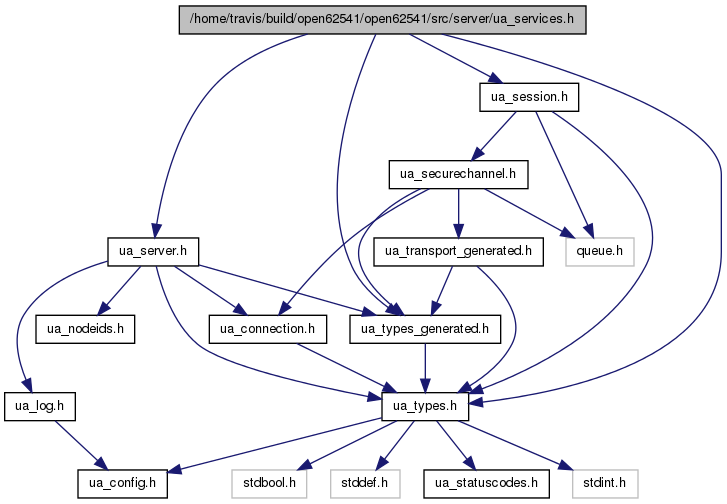 /home/travis/build/open62541/open62541/src/server/ua_services.h
ua_session.h
ua_securechannel.h
ua_server.h
ua_transport_generated.h
queue.h
ua_nodeids.h
ua_connection.h
ua_types_generated.h
ua_log.h
ua_types.h
ua_config.h
stdbool.h
stddef.h
ua_statuscodes.h
stdint.h